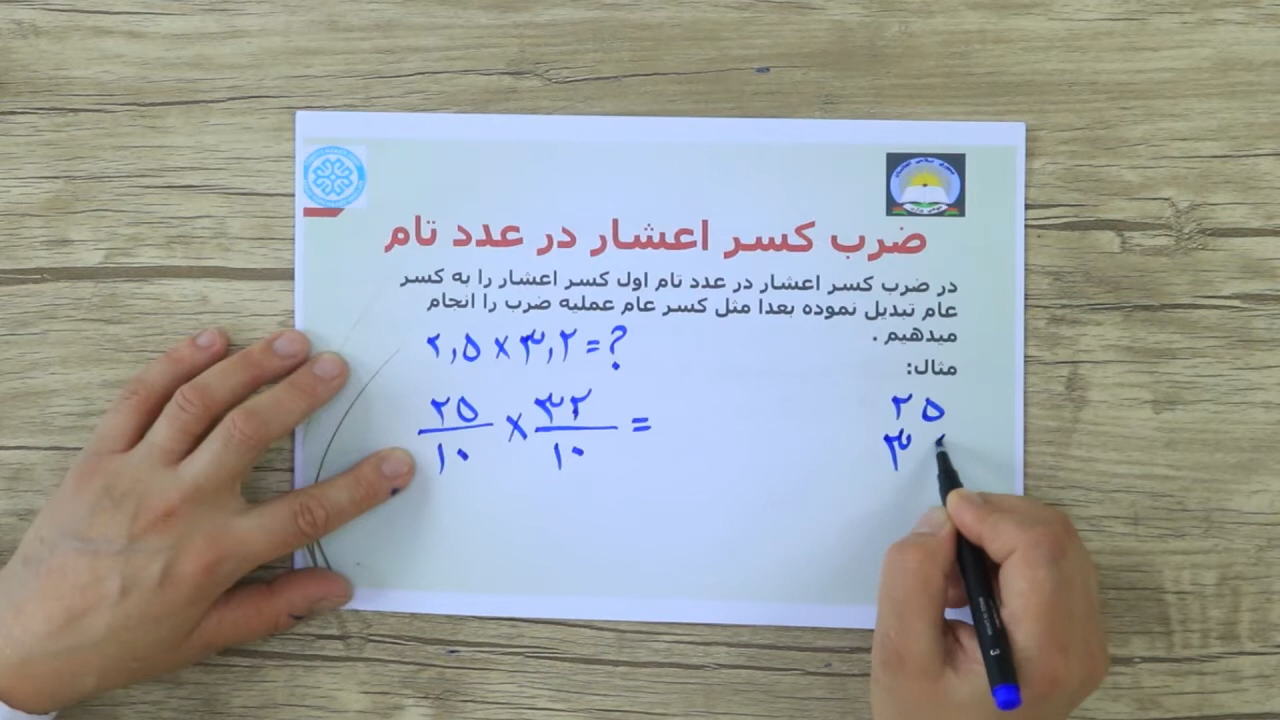 ضرب کسر اعشار در عدد تام
در ضرب کسر اعشار در عدد تام اول کسر اعشار را به کسر
عام تبدیل نموده بعدا مثل کسر عام عملیه ضرب را انجام
میدهیم .
مثال:
۲,۵ × ۳,۲ = ?
۲۵/۱۰ × ۳۲/۱۰ =
۲۵
۳